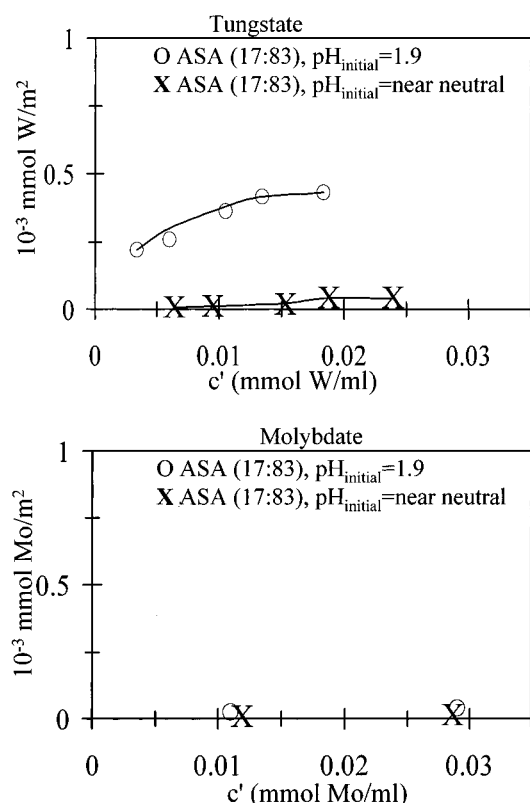 Tungstate
1
O ASA (17:83), pH_initial=1.9
X ASA (17:83), pH_initial=near neutral
10^-3 mmol W/m^2
0.5
0
0 0.01 0.02 0.03
c' (mmol W/ml)
Molybdate
1
O ASA (17:83), pH_initial=1.9
X ASA (17:83), pH_initial=near neutral
10^-3 mmol Mo/m^2
0.5
0
0 0.01 0.02 0.03
c' (mmol Mo/ml)